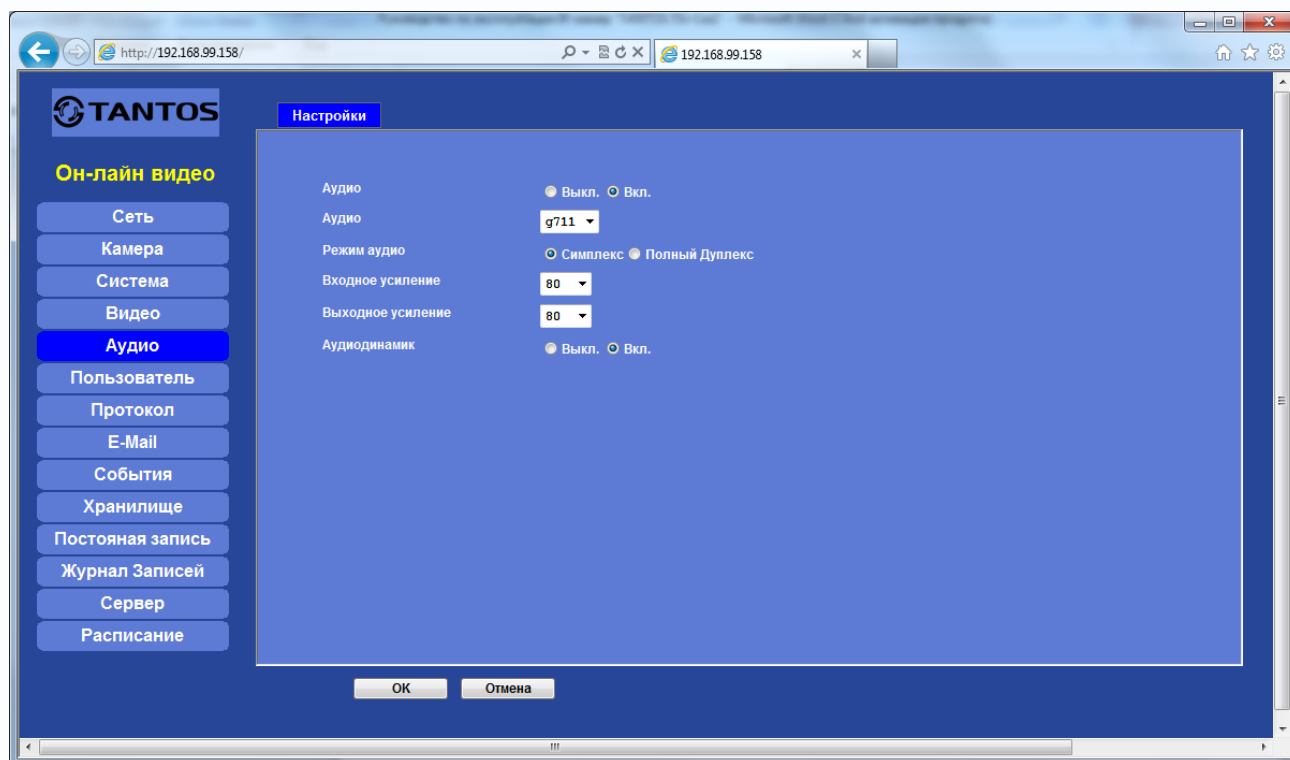 http://192.168.99.158/
192.168.99.158
TANTOS
Настройки
Он-лайн видео
Сеть
Камера
Система
Видео
Аудио
Пользователь
Протокол
E-Mail
События
Хранилище
Постояная запись
Журнал Записей
Сервер
Расписание
Аудио Выкл. Вкл.
Аудио g711
Режим аудио Симплекс Полный Дуплекс
Входное усиление 80
Выходное усиление 80
Аудиодинамик Выкл. Вкл.
OK Отмена